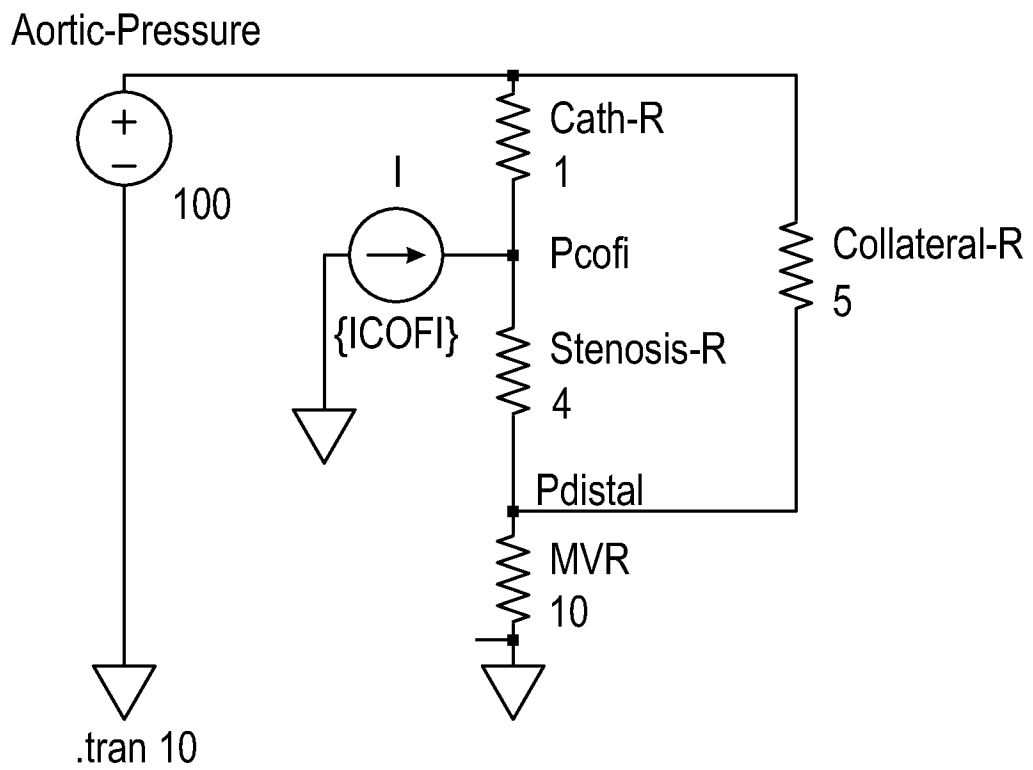 Aortic-Pressure
+
−
100
Cath-R
1
I
{ICOFI}
Pcofi
Collateral-R
5
Stenosis-R
4
Pdistal
MVR
10
.tran 10